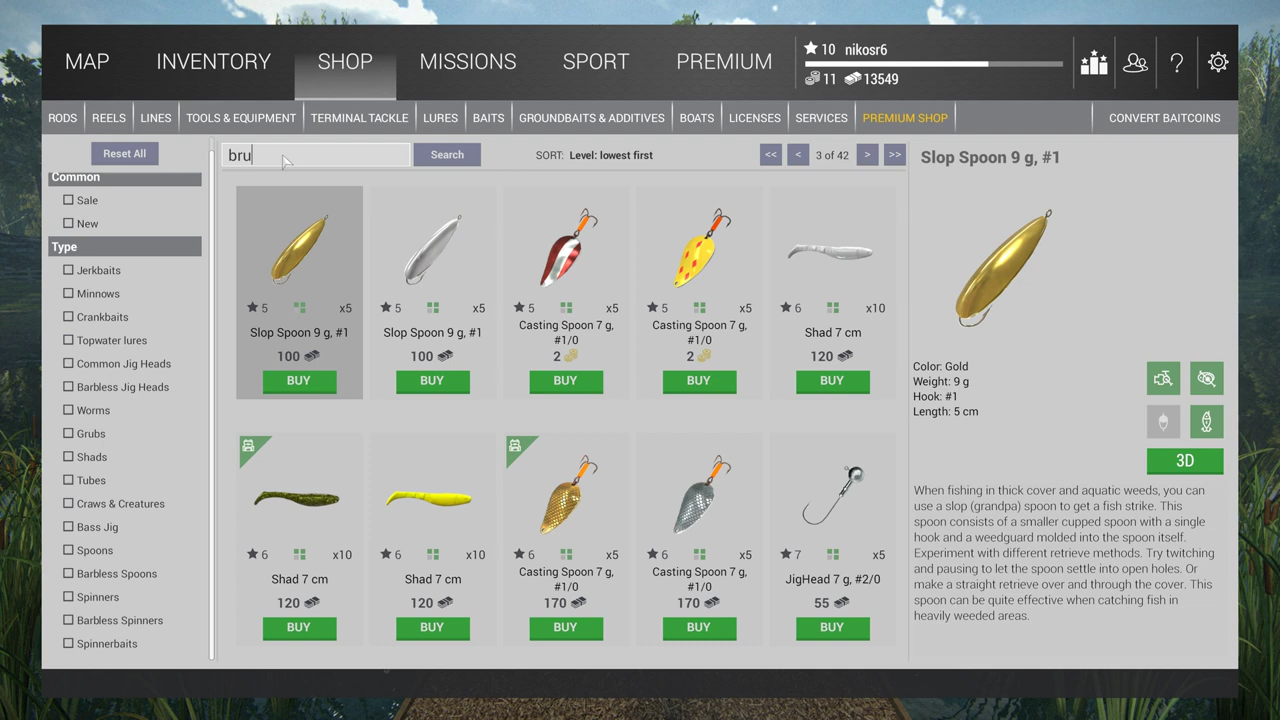 MAP INVENTORY SHOP MISSIONS SPORT PREMIUM
10 nikosr6
11 13549
?
RODS REELS LINES TOOLS & EQUIPMENT TERMINAL TACKLE LURES BAITS GROUNDBAITS & ADDITIVES BOATS LICENSES SERVICES PREMIUM SHOP CONVERT BAITCOINS
Reset All
Common
Sale
New
Type
Jerkbaits
Minnows
Crankbaits
Topwater lures
Common Jig Heads
Barbless Jig Heads
Worms
Grubs
Shads
Tubes
Craws & Creatures
Bass Jig
Spoons
Barbless Spoons
Spinners
Barbless Spinners
Spinnerbaits
bru Search SORT: Level: lowest first << < 3 of 42 > >>
5 x5
Slop Spoon 9 g, #1
100
BUY
5 x5
Slop Spoon 9 g, #1
100
BUY
5 x5
Casting Spoon 7 g,
#1/0
2
BUY
5 x5
Casting Spoon 7 g,
#1/0
2
BUY
6 x10
Shad 7 cm
120
BUY
6 x10
Shad 7 cm
120
BUY
6 x10
Shad 7 cm
120
BUY
6 x5
Casting Spoon 7 g,
#1/0
170
BUY
6 x5
Casting Spoon 7 g,
#1/0
170
BUY
7 x5
JigHead 7 g, #2/0
55
BUY
Slop Spoon 9 g, #1
Color: Gold
Weight: 9 g
Hook: #1
Length: 5 cm
3D
When fishing in thick cover and aquatic weeds, you can
use a slop (grandpa) spoon to get a fish strike. This
spoon consists of a smaller cupped spoon with a single
hook and a weedguard molded into the spoon itself.
Experiment with different retrieve methods. Try twitching
and pausing to let the spoon settle into open holes. Or
make a straight retrieve over and through the cover. This
spoon can be quite effective when catching fish in
heavily weeded areas.